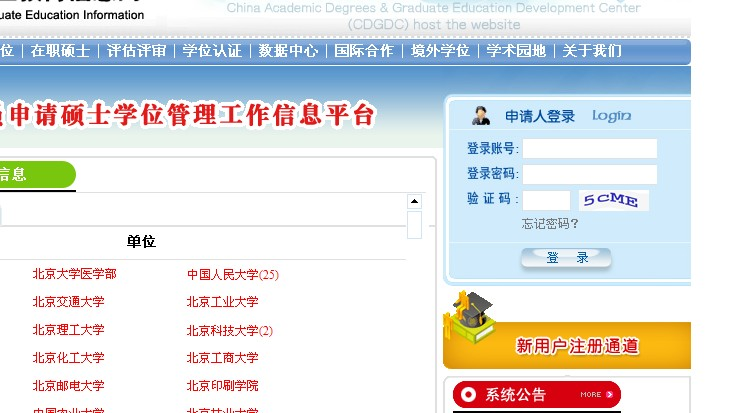 uate Education Information
China Academic Degrees & Graduate Education Development Center
(CDGDC) host the website
位 | 在职硕士 | 评估评审 | 学位认证 | 数据中心 | 国际合作 | 境外学位 | 学术园地 | 关于我们
申请硕士学位管理工作信息平台
申请人登录 Login
登录账号:
登录密码:
验证码: 5CME
忘记密码?
登 录
信息
单位
北京大学医学部 中国人民大学(25)
北京交通大学 北京工业大学
北京理工大学 北京科技大学(2)
北京化工大学 北京工商大学
北京邮电大学 北京印刷学院
新用户注册通道
系统公告 MORE